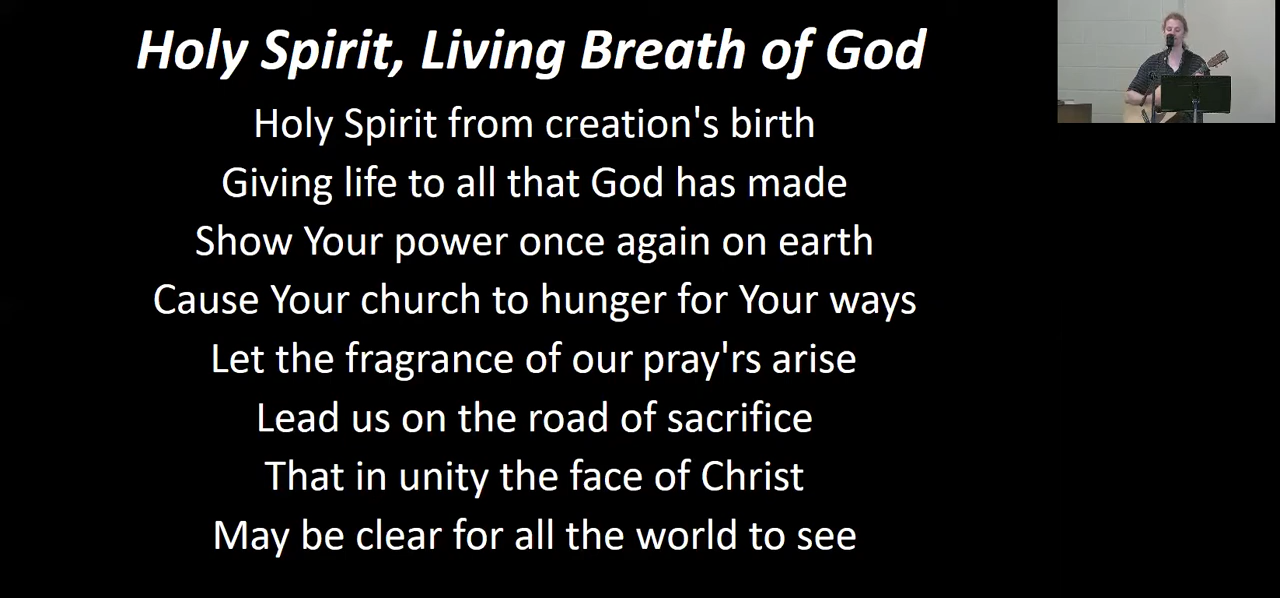 Holy Spirit, Living Breath of God
Holy Spirit from creation's birth
Giving life to all that God has made
Show Your power once again on earth
Cause Your church to hunger for Your ways
Let the fragrance of our pray'rs arise
Lead us on the road of sacrifice
That in unity the face of Christ
May be clear for all the world to see